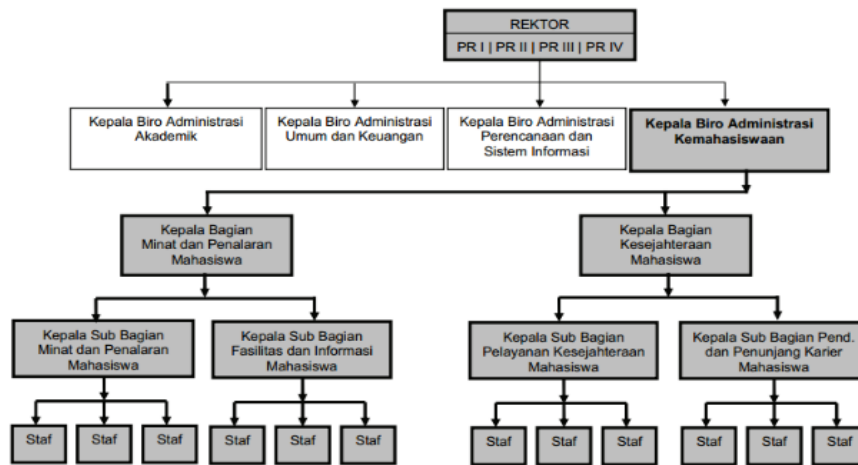 REKTOR
PR I | PR II | PR III | PR IV
Kepala Biro Administrasi
Akademik
Kepala Biro Administrasi
Umum dan Keuangan
Kepala Biro Administrasi
Perencanaan dan
Sistem Informasi
Kepala Biro Administrasi
Kemahasiswaan
Kepala Bagian
Minat dan Penalaran
Mahasiswa
Kepala Bagian
Kesejahteraan
Mahasiswa
Kepala Sub Bagian
Minat dan Penalaran
Mahasiswa
Kepala Sub Bagian
Fasilitas dan Informasi
Mahasiswa
Kepala Sub Bagian
Pelayanan Kesejahteraan
Mahasiswa
Kepala Sub Bagian Pend.
dan Penunjang Karier
Mahasiswa
Staf
Staf
Staf
Staf
Staf
Staf
Staf
Staf
Staf
Staf
Staf
Staf